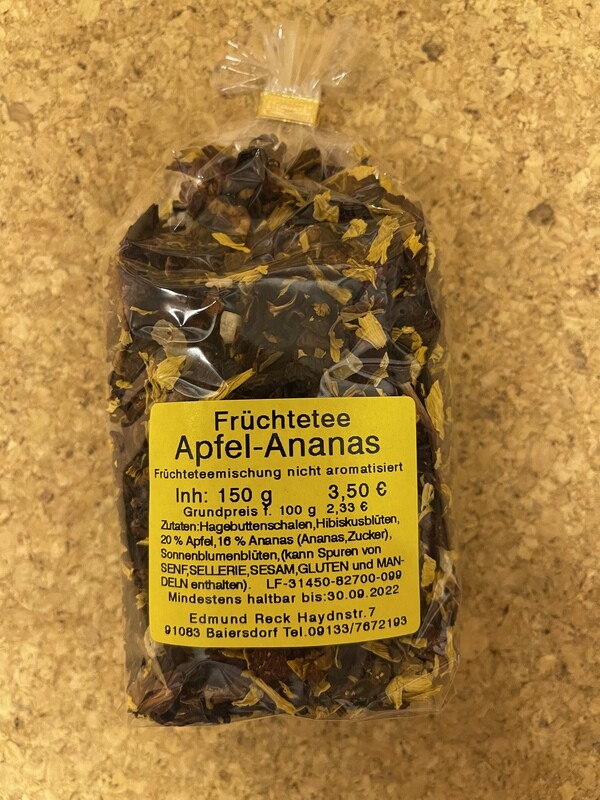 Früchtetee
Apfel-Ananas
Früchteteemischung nicht aromatisiert
Inh: 150 g 3,50 €
Grundpreis f. 100 g 2,33 €
Zutaten:Hagebuttenschalen,Hibiskusblüten,
20 % Apfel,16 % Ananas (Ananas,Zucker),
Sonnenblumenblüten,(kann Spuren von
SENF,SELLERIE,SESAM,GLUTEN und MAN-
DELN enthalten). LF-31450-82700-099
Mindestens haltbar bis:30.09.2022
Edmund Reck Haydnstr.7
91083 Baiersdorf Tel.09133/7672193